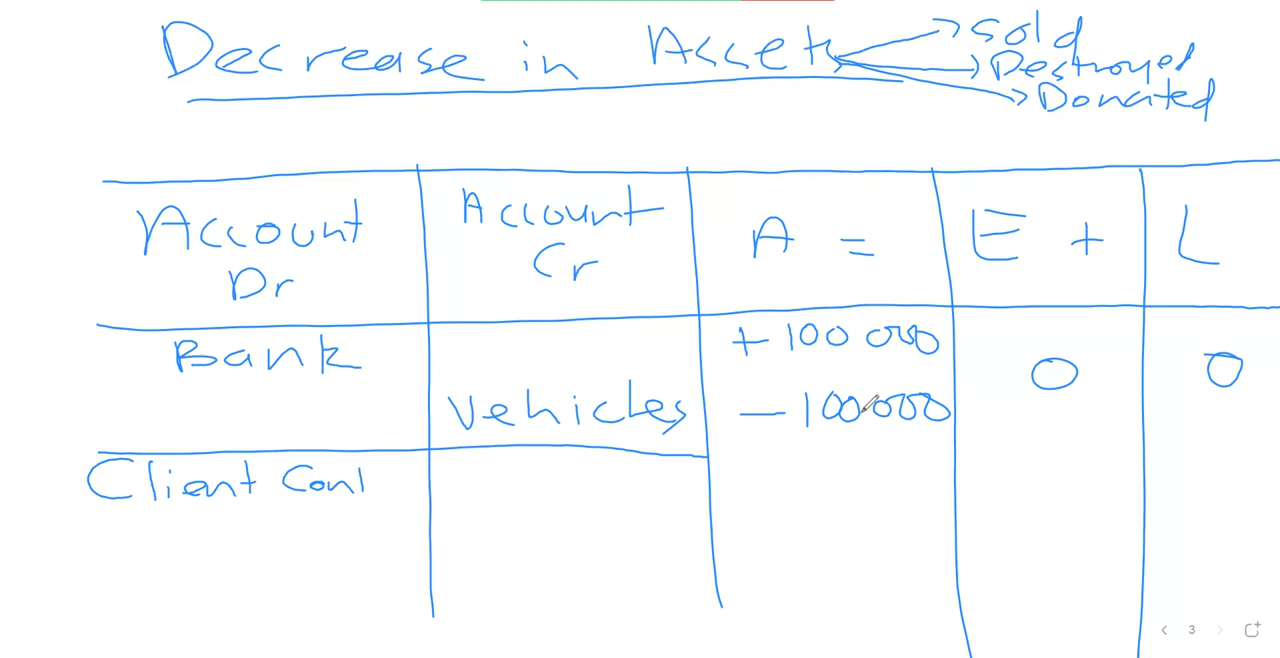 Decrease in Assets
Sold
Destroyed
Donated
Account Dr
Account Cr
A =
E +
L
Bank
+ 100 000
0
0
Vehicles
- 100 000
Client Con
3